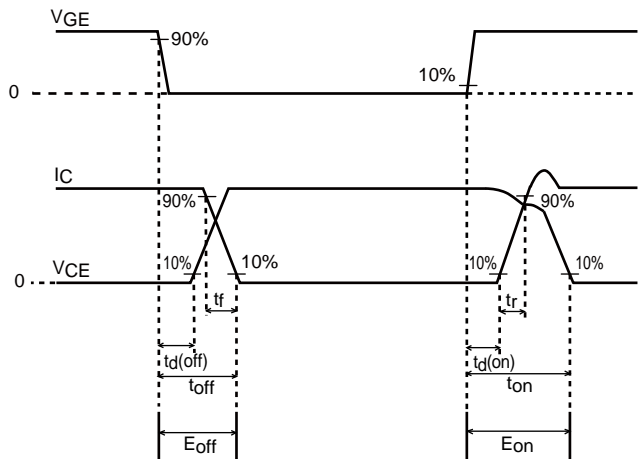 VGE
90%
10%
0
IC
90%
90%
VCE
10%
10%
10%
10%
0
tf
tr
td(off)
td(on)
toff
ton
Eoff
Eon